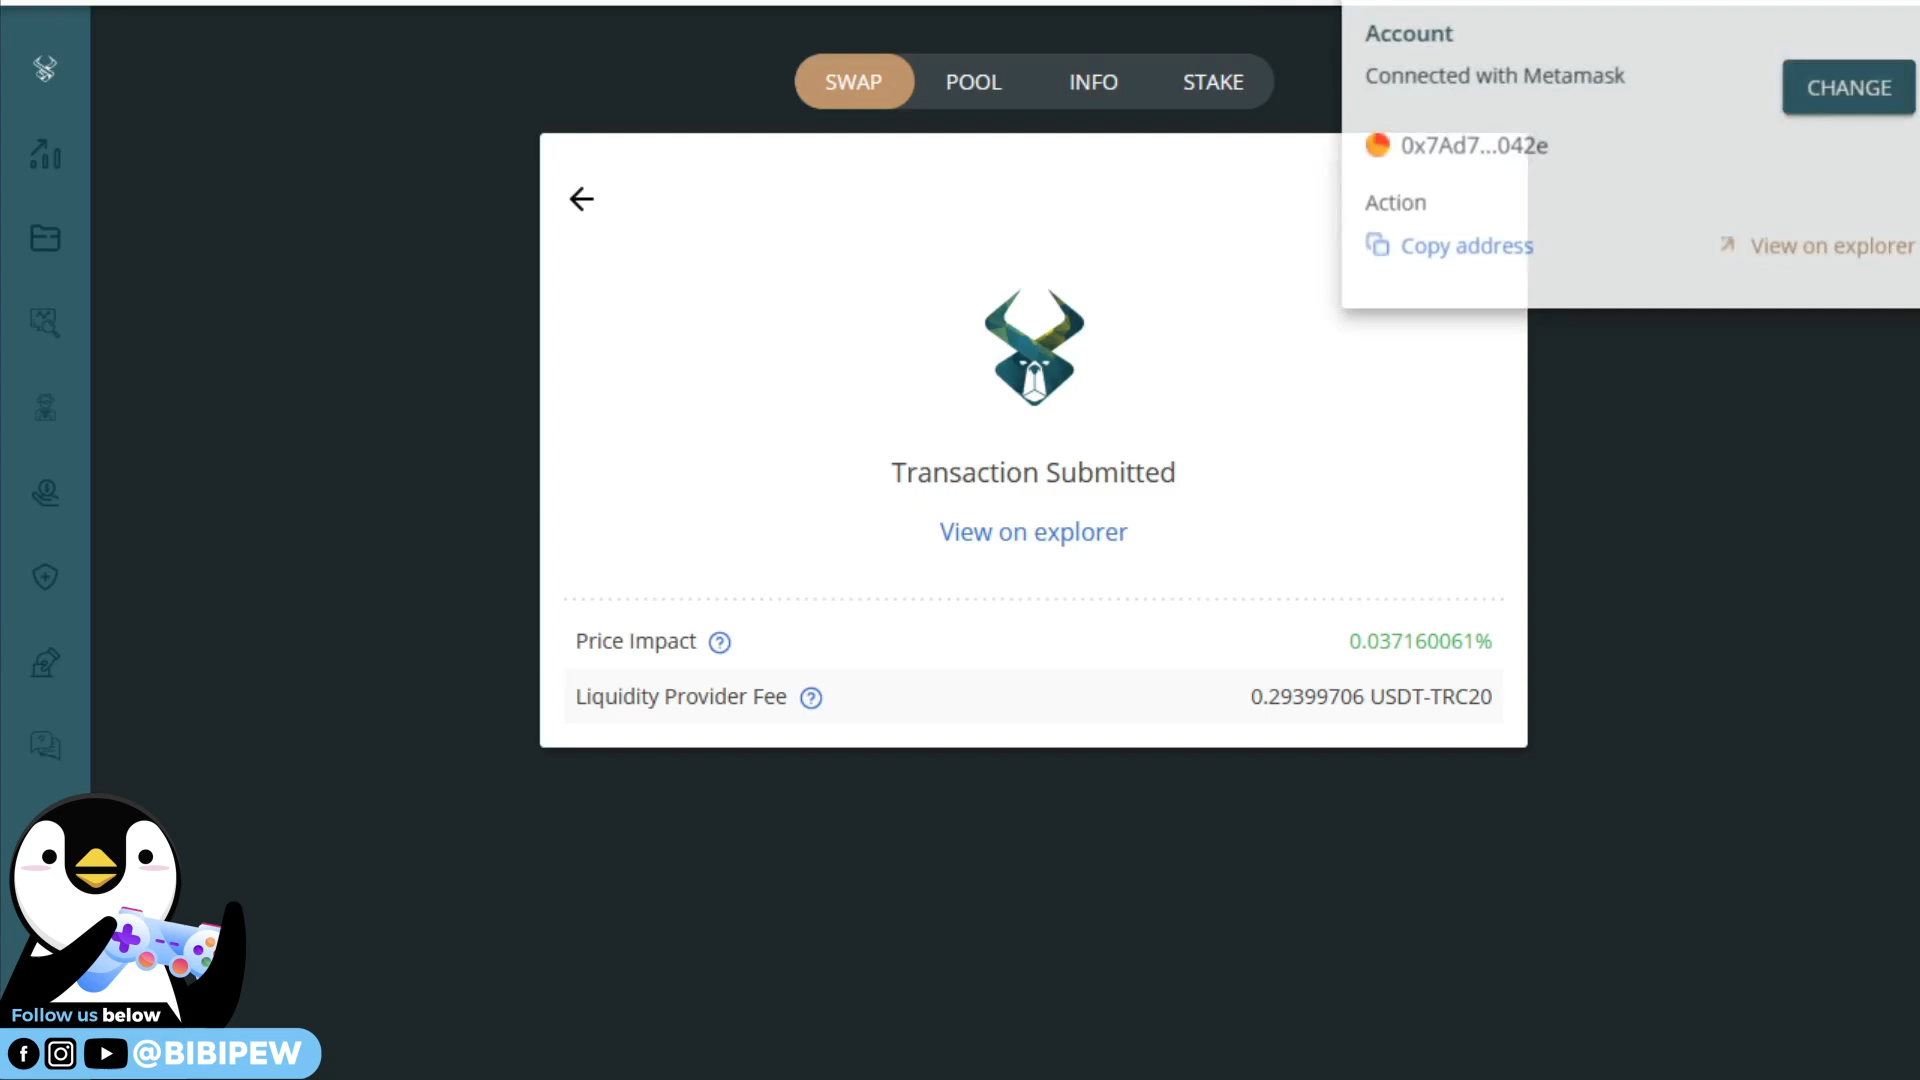 SWAP
POOL
INFO
STAKE
Account
Connected with Metamask
CHANGE
0x7Ad7...042e
Action
Copy address
View on explorer
Transaction Submitted
View on explorer
Price Impact ?
0.037160061%
Liquidity Provider Fee ?
0.29399706 USDT-TRC20
Follow us below
@BIBIPEW